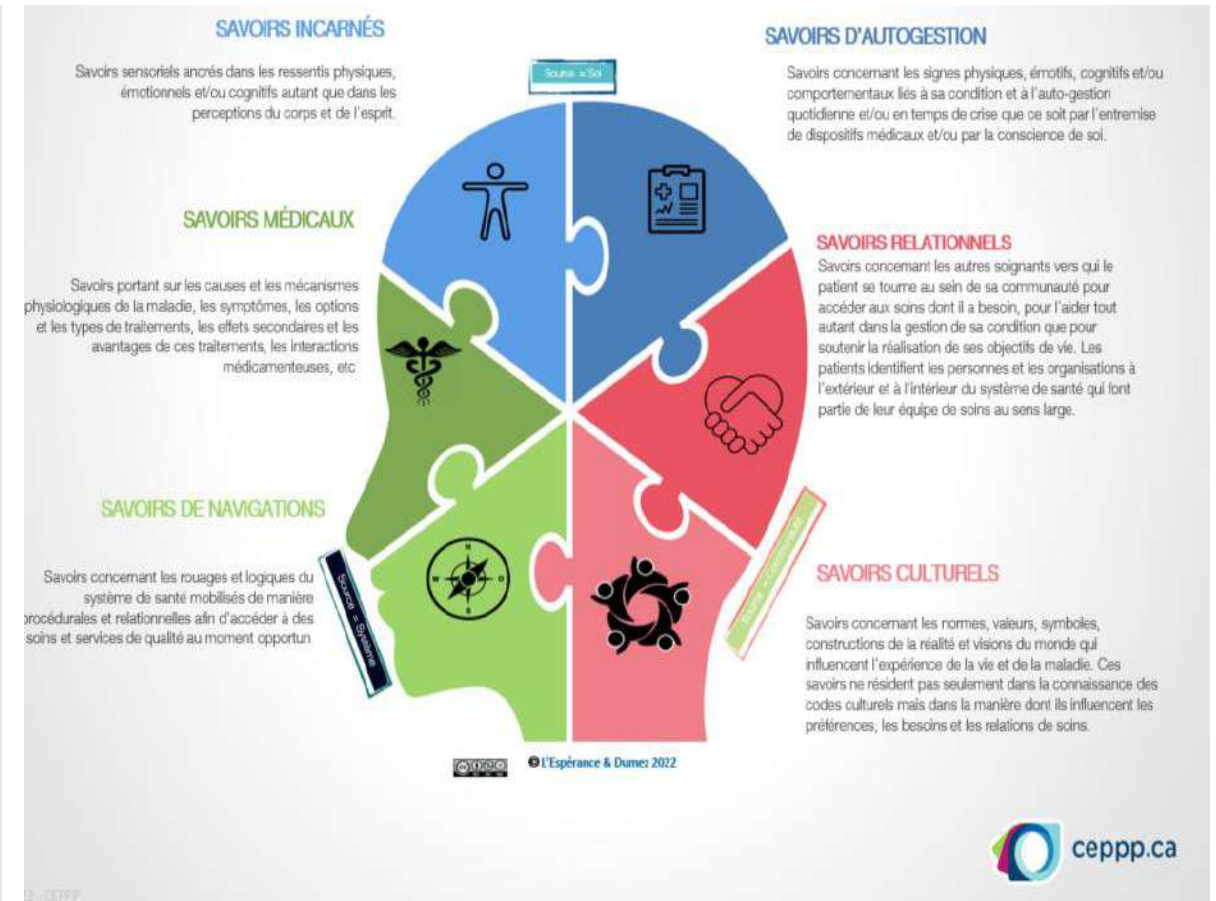 SAVOIRS INCARNÉS
Savoirs sensoriels ancrés dans les ressentis physiques,
émotionnels et/ou cognitifs autant que dans les
perceptions du corps et de l'esprit.
Source = Soi
SAVOIRS D'AUTOGESTION
Savoirs concernant les signes physiques, émotifs, cognitifs et/ou
comportementaux liés à sa condition et à l'auto-gestion
quotidienne et/ou en temps de crise que ce soit par l'entremise
de dispositifs médicaux et/ou par la conscience de soi.
SAVOIRS MÉDICAUX
Savoirs portant sur les causes et les mécanismes
physiologiques de la maladie, les symptômes, les options
et les types de traitements, les effets secondaires et les
avantages de ces traitements, les interactions
médicamenteuses, etc
SAVOIRS RELATIONNELS
Savoirs concernant les autres soignants vers qui le
patient se tourne au sein de sa communauté pour
accéder aux soins dont il a besoin, pour l'aider tout
autant dans la gestion de sa condition que pour
soutenir la réalisation de ses objectifs de vie. Les
patients identifient les personnes et les organisations à
l'extérieur et à l'intérieur du système de santé qui font
partie de leur équipe de soins au sens large.
SAVOIRS DE NAVIGATIONS
Savoirs concernant les rouages et logiques du
système de santé mobilisés de manière
procédurales et relationnelles afin d'accéder à des
soins et services de qualité au moment opportun
Source = Système
N
W O
S
Source = Communauté
SAVOIRS CULTURELS
Savoirs concernant les normes, valeurs, symboles,
constructions de la réalité et visions du monde qui
influencent l'expérience de la vie et de la maladie. Ces
savoirs ne résident pas seulement dans la connaissance des
codes culturels mais dans la manière dont ils influencent les
préférences, les besoins et les relations de soins.
© L'Espérance & Dumez 2022
ceppp.ca